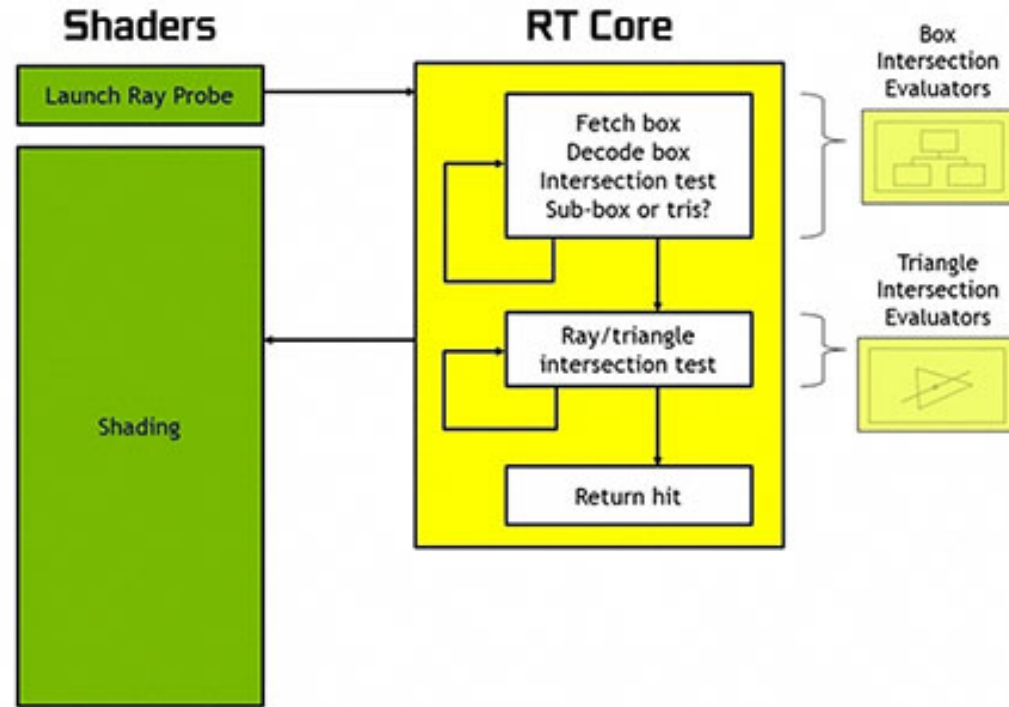 Shaders
RT Core
Box
Intersection
Evaluators
Launch Ray Probe
Fetch box
Decode box
Intersection test
Sub-box or tris?
Triangle
Intersection
Evaluators
Ray/triangle
intersection test
Shading
Return hit